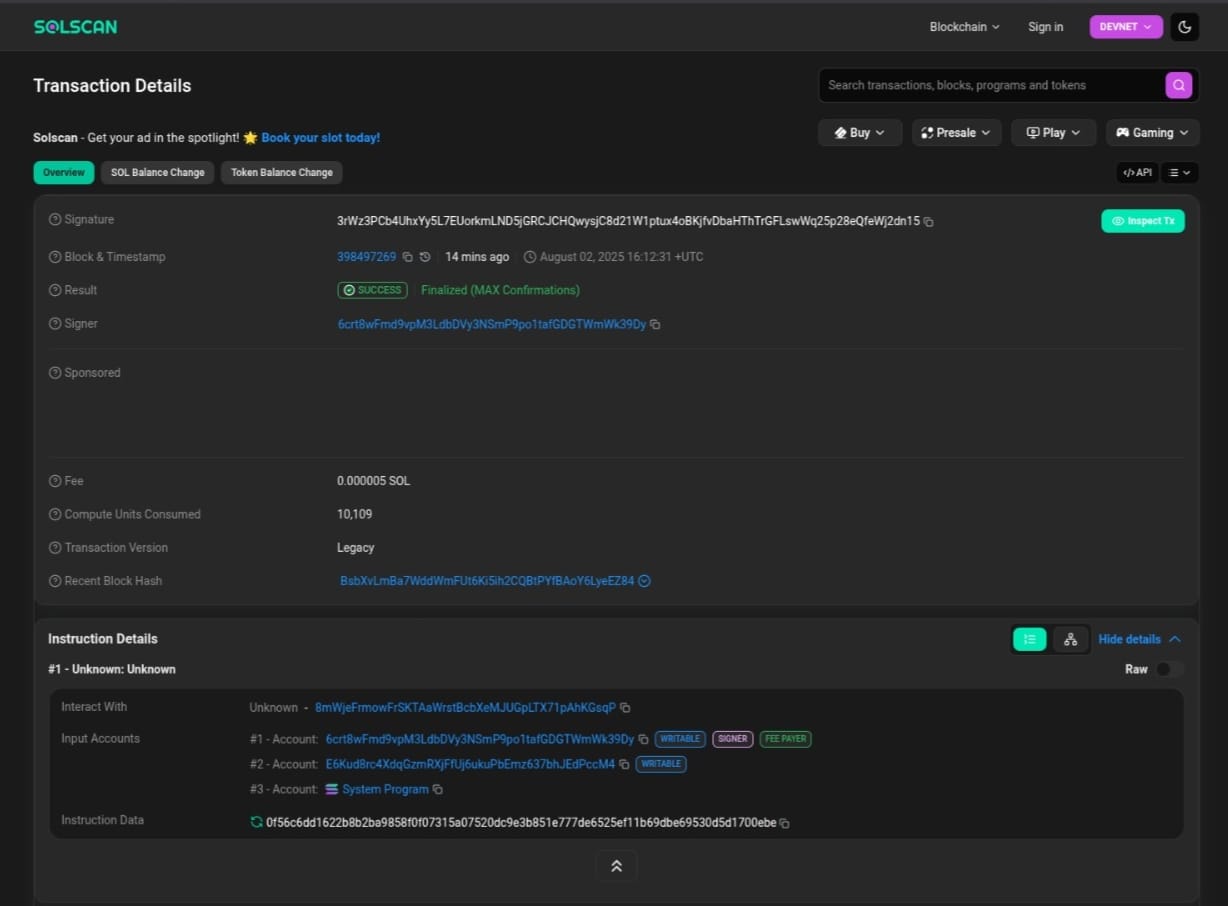 SOLSCAN
Blockchain
Sign in
DEVNET
Transaction Details
Search transactions, blocks, programs and tokens
Solscan - Get your ad in the spotlight! 🌟 Book your slot today!
Buy
Presale
Play
Gaming
Overview
SOL Balance Change
Token Balance Change
</> API
Signature
3rWz3PCb4UhxYy5L7EUorkmLND5jGRCJCHQwysjC8d21W1ptux4oBKjfvDbaHThTrGFLswWq25p28eQfeWj2dn15
Inspect Tx
Block & Timestamp
398497269
14 mins ago
August 02, 2025 16:12:31 +UTC
Result
SUCCESS
Finalized (MAX Confirmations)
Signer
6crt8wFmd9vpM3LdbDVy3NSmP9po1tafGDGTWmWk39Dy
Sponsored
Fee
0.000005 SOL
Compute Units Consumed
10,109
Transaction Version
Legacy
Recent Block Hash
BsbXvLmBa7WddWmFUt6Ki5ih2CQBtPYfBAoY6LyeEZ84
Instruction Details
Hide details
#1 - Unknown: Unknown
Raw
Interact With
Unknown - 8mWjeFrmowFrSKTAaWrstBcbXeMJUGpLTX71pAhKGsqP
Input Accounts
#1 - Account: 6crt8wFmd9vpM3LdbDVy3NSmP9po1tafGDGTWmWk39Dy WRITABLE SIGNER FEE PAYER
#2 - Account: E6Kud8rc4XdqGzmRXjFfUj6ukuPbEmz637bhJEdPccM4 WRITABLE
#3 - Account: System Program
Instruction Data
0f56c6dd1622b8b2ba9858f0f07315a07520dc9e3b851e777de6525ef11b69dbe69530d5d1700ebe